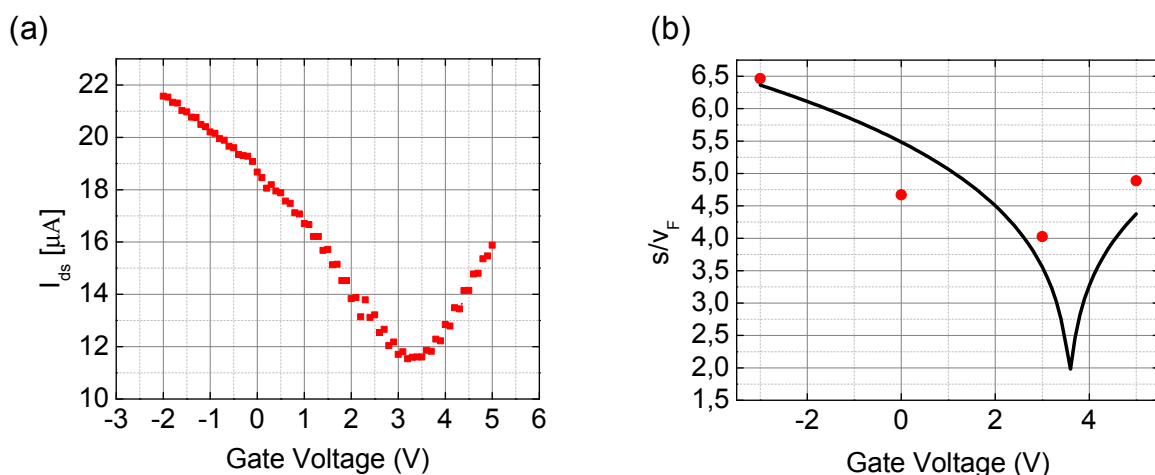 (a)
22
20
18
16
14
12
10
I_ds [µA]
-3 -2 -1 0 1 2 3 4 5 6
Gate Voltage (V)
(b)
6,5
6,0
5,5
5,0
4,5
4,0
3,5
3,0
2,5
2,0
1,5
s/v_F
-2 0 2 4
Gate Voltage (V)